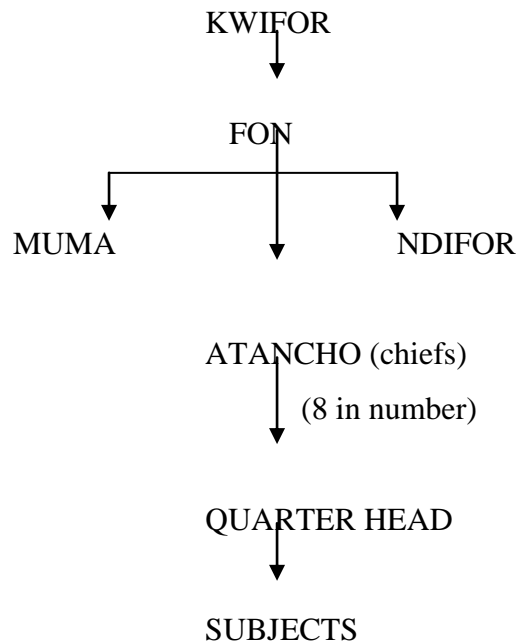 KWIFOR
FON
MUMA NDIFOR
ATANCHO (chiefs)
(8 in number)
QUARTER HEAD
SUBJECTS